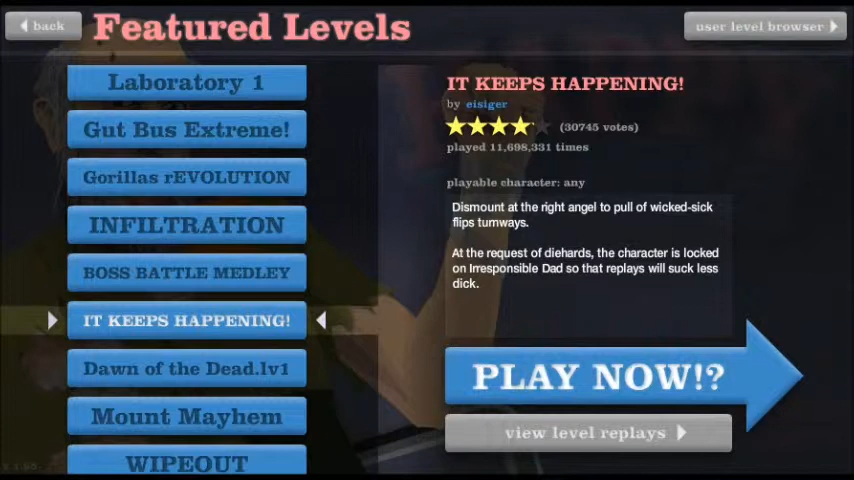 back
Featured Levels
user level browser
Laboratory 1
Gut Bus Extreme!
Gorillas rEVOLUTION
INFILTRATION
BOSS BATTLE MEDLEY
IT KEEPS HAPPENING!
Dawn of the Dead.lv1
Mount Mayhem
WIPEOUT
IT KEEPS HAPPENING!
by eisiger
(30745 votes)
played 11,698,331 times
playable character: any
Dismount at the right angel to pull of wicked-sick
flips turnways.
At the request of diehards, the character is locked
on Irresponsible Dad so that replays will suck less
dick.
PLAY NOW!?
view level replays